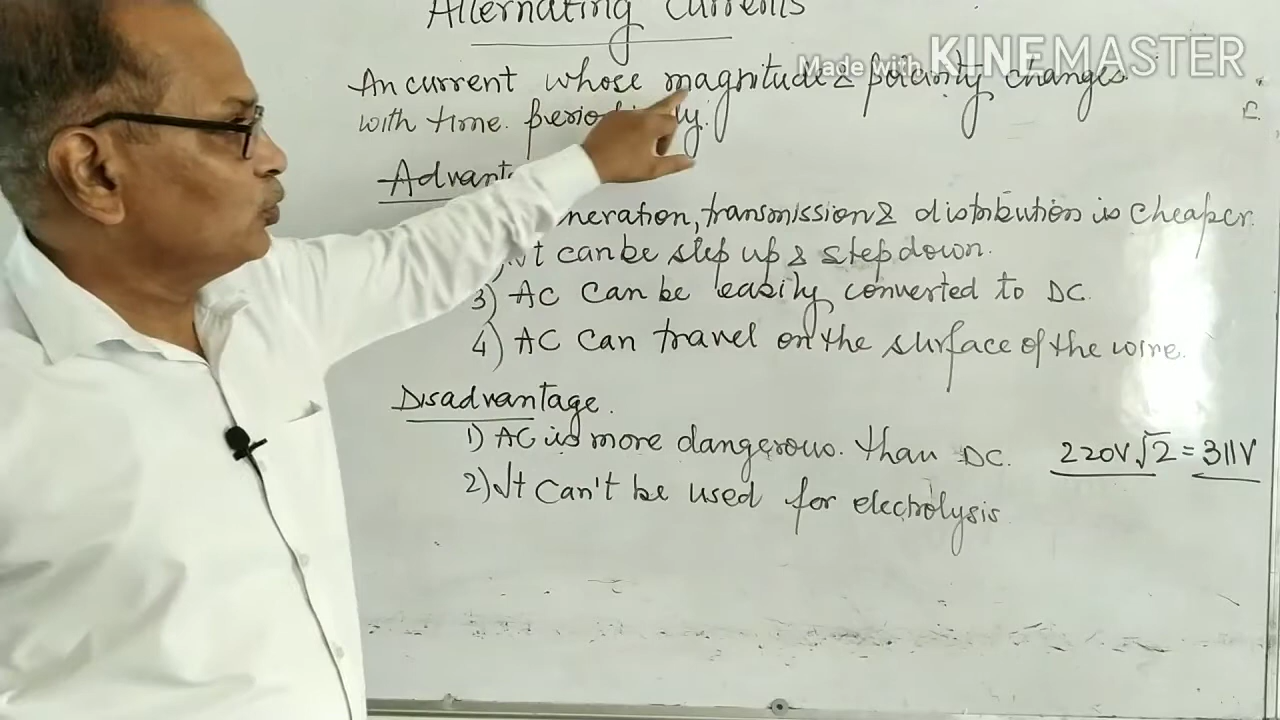 Alternating Currents
Made with KINEMASTER
An current whose magnitude & polarity changes
with time.
Advant
neration, transmission & distribution is cheaper.
It can be step up & step down.
3) AC can be easily converted to DC.
4) AC can travel on the surface of the wire.
Disadvantage.
1) AC is more dangerous. than DC. 220V√2 = 311V
2) It can't be used for electrolysis